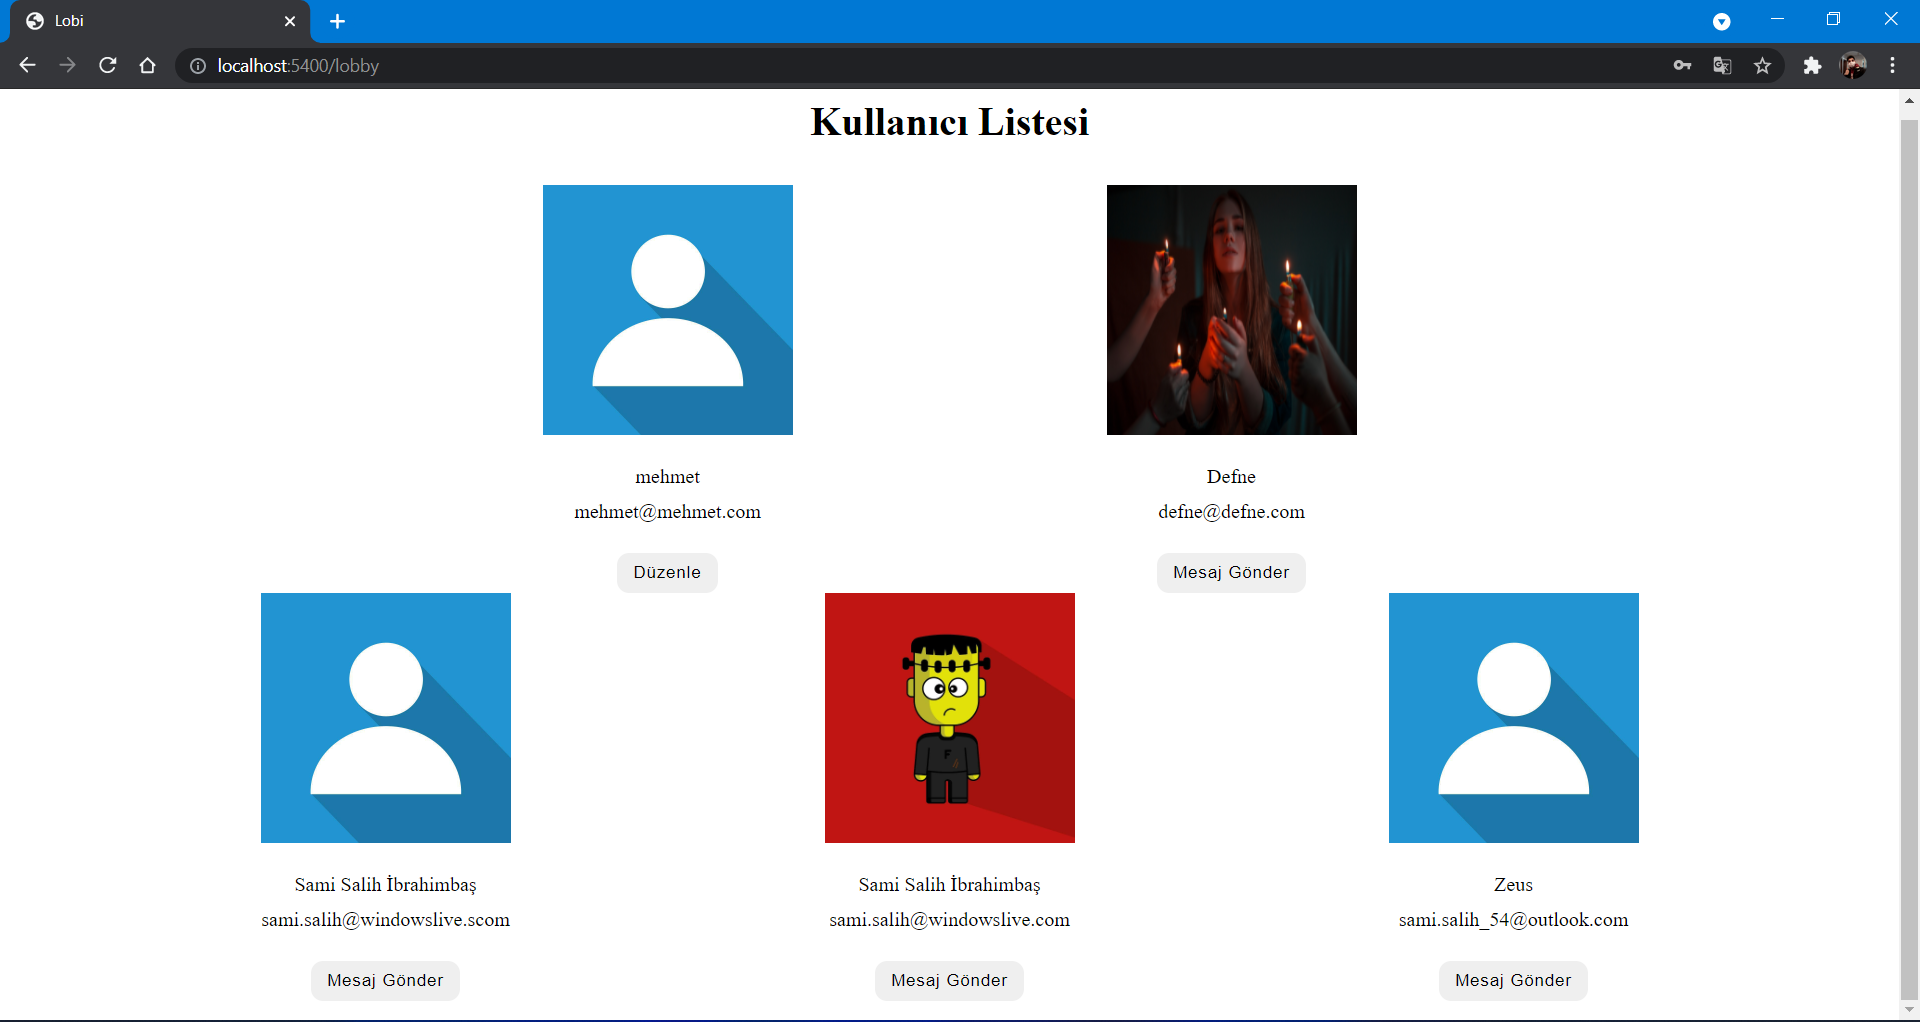 Lobi
localhost:5400/lobby
Kullanıcı Listesi
mehmet
mehmet@mehmet.com
Düzenle
Defne
defne@defne.com
Mesaj Gönder
F
Sami Salih İbrahimbaş
sami.salih@windowslive.scom
Mesaj Gönder
Sami Salih İbrahimbaş
sami.salih@windowslive.com
Mesaj Gönder
Zeus
sami.salih_54@outlook.com
Mesaj Gönder